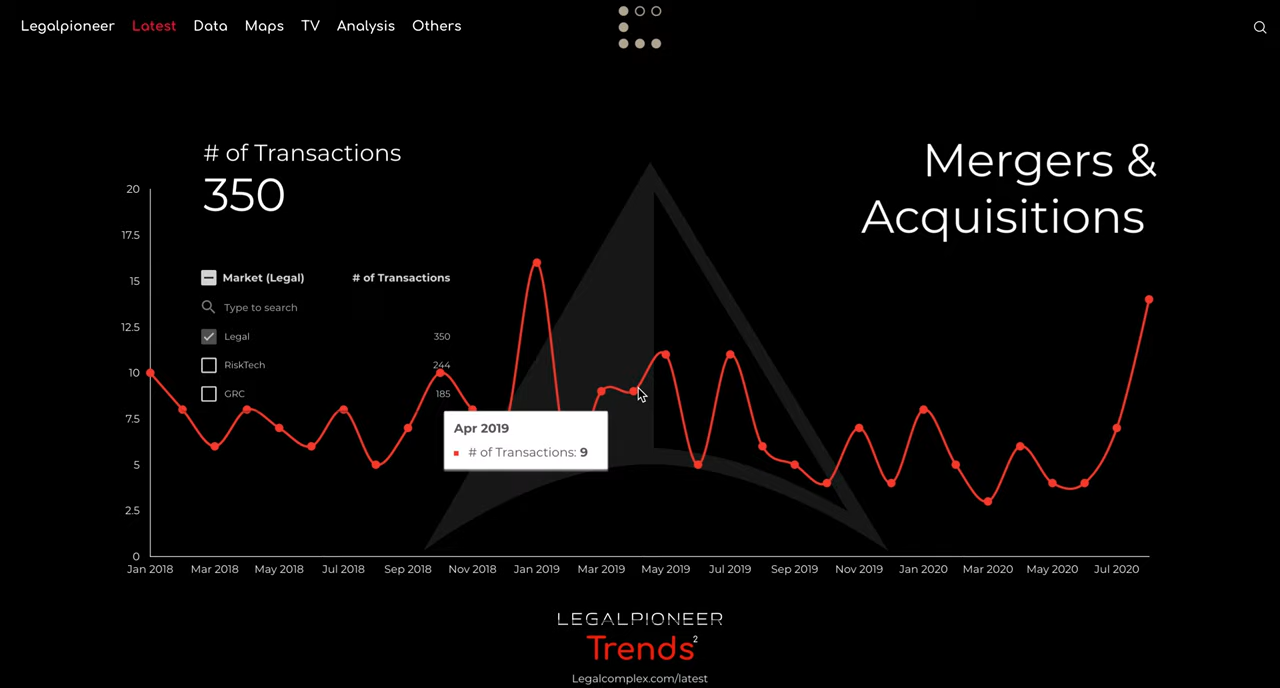 Legalpioneer Latest Data Maps TV Analysis Others
# of Transactions
350
Mergers &
Acquisitions
Market (Legal) # of Transactions
Type to search
Legal 350
RiskTech 244
GRC 185
20
17.5
15
12.5
10
7.5
5
2.5
0
Apr 2019
# of Transactions: 9
Jan 2018 Mar 2018 May 2018 Jul 2018 Sep 2018 Nov 2018 Jan 2019 Mar 2019 May 2019 Jul 2019 Sep 2019 Nov 2019 Jan 2020 Mar 2020 May 2020 Jul 2020
LEGALPIONEER
Trends²
Legalcomplex.com/latest